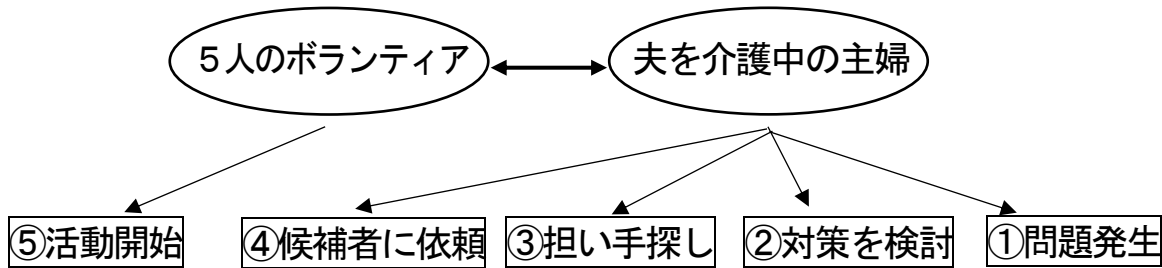 ５人のボランティア
夫を介護中の主婦
⑤活動開始
④候補者に依頼
③担い手探し
②対策を検討
①問題発生